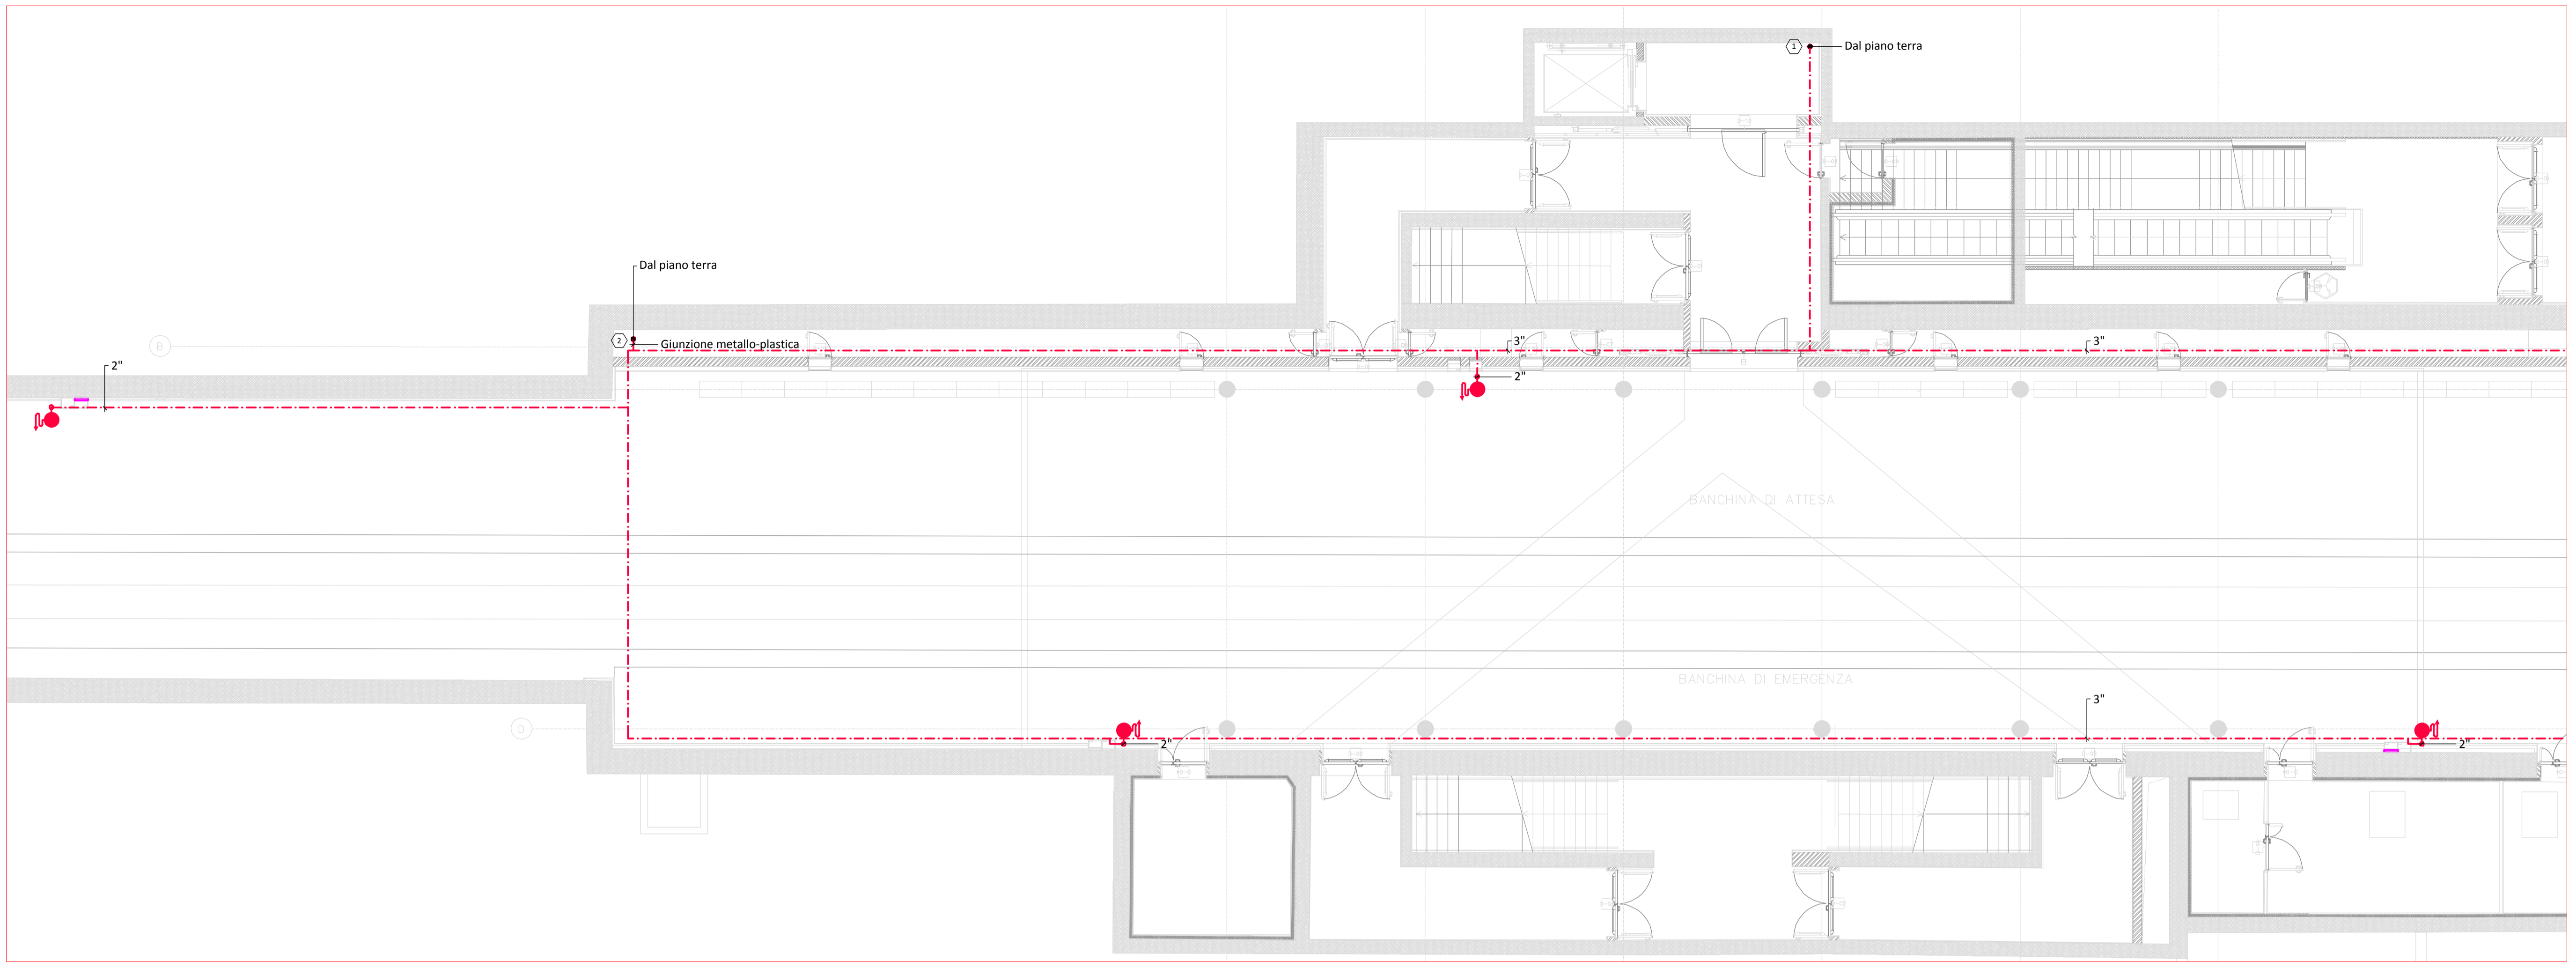 1
Dal piano terra
Dal piano terra
2
Giunzione metallo-plastica
B
3"
3"
2"
2"
BANCHINA DI ATTESA
BANCHINA DI EMERGENZA
3"
D
2"
2"